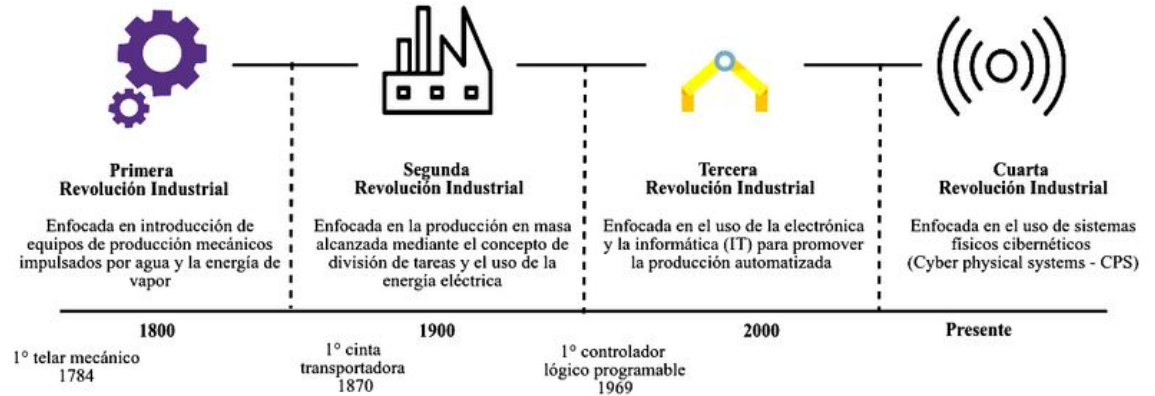 Primera
Revolución Industrial
Enfocada en introducción de
equipos de producción mecánicos
impulsados por agua y la energía de
vapor
Segunda
Revolución Industrial
Enfocada en la producción en masa
alcanzada mediante el concepto de
división de tareas y el uso de la
energía eléctrica
Tercera
Revolución Industrial
Enfocada en el uso de la electrónica
y la informática (IT) para promover
la producción automatizada
Cuarta
Revolución Industrial
Enfocada en el uso de sistemas
físicos cibernéticos
(Cyber physical systems - CPS)
1800
1900
2000
Presente
1° telar mecánico
1784
1° cinta
transportadora
1870
1° controlador
lógico programable
1969